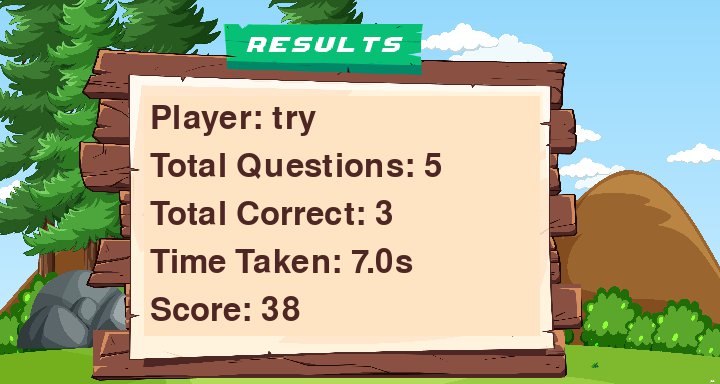 RESULTS
Player: try
Total Questions: 5
Total Correct: 3
Time Taken: 7.0s
Score: 38